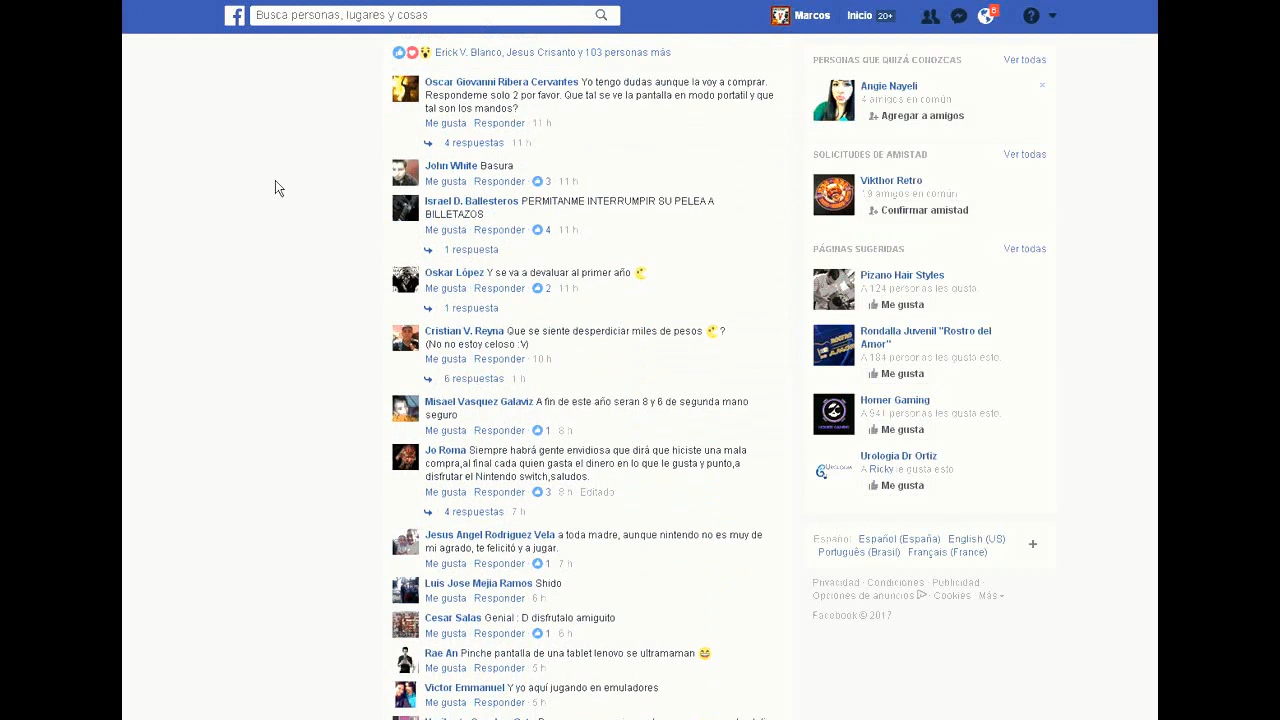 Busca personas, lugares y cosas
Marcos
Inicio 20+
6
Erick V. Blanco, Jesus Crisanto y 103 personas más
Oscar Giovanni Ribera Cervantes Yo tengo dudas aunque la voy a comprar.
Respondeme solo 2 por favor. Que tal se ve la pantalla en modo portatil y que
tal son los mandos?
Me gusta Responder · 11 h
4 respuestas 11 h
John White Basura
Me gusta Responder · 3 · 11 h
Israel D. Ballesteros PERMITANME INTERRUMPIR SU PELEA A
BILLETAZOS
Me gusta Responder · 4 · 11 h
1 respuesta
Oskar López Y se va a devaluar al primer año
Me gusta Responder · 2 · 11 h
1 respuesta
Cristian V. Reyna Que se siente desperdiciar miles de pesos ?
(No no estoy celoso :V)
Me gusta Responder · 10 h
6 respuestas 1 h
Misael Vasquez Galaviz A fin de este año seran 8 y 6 de segunda mano
seguro
Me gusta Responder · 1 · 8 h
Jo Roma Siempre habrá gente envidiosa que dirá que hiciste una mala
compra,al final cada quien gasta el dinero en lo que le gusta y punto,a
disfrutar el Nintendo switch,saludos.
Me gusta Responder · 3 · 8 h · Editado
4 respuestas 7 h
Jesus Angel Rodriguez Vela a toda madre, aunque nintendo no es muy de
mi agrado, te felicitó y a jugar.
Me gusta Responder · 1 · 7 h
Luis Jose Mejia Ramos Shido
Me gusta Responder · 6 h
Cesar Salas Genial : D disfrutalo amiguito
Me gusta Responder · 1 · 6 h
Rae An Pinche pantalla de una tablet lenovo se ultramaman 😆
Me gusta Responder · 5 h
Victor Emmanuel Y yo aquí jugando en emuladores
Me gusta Responder · 5 h
PERSONAS QUE QUIZÁ CONOZCAS Ver todas
Angie Nayeli
4 amigos en común
Agregar a amigos
SOLICITUDES DE AMISTAD Ver todas
Vikthor Retro
19 amigos en común
Confirmar amistad
PÁGINAS SUGERIDAS Ver todas
Pizano Hair Styles
A 124 personas les gusta.
Me gusta
Rondalla Juvenil "Rostro del
Amor"
A 184 personas les gusta esto.
Me gusta
Homer Gaming
A 941 personas les gusta esto.
Me gusta
Urologia Dr Ortiz
A Ricky le gusta esto
Me gusta
Español · Español (España) · English (US) ·
Português (Brasil) · Français (France)
Privacidad · Condiciones · Publicidad ·
Opciones de anuncios · Cookies · Más
Facebook © 2017